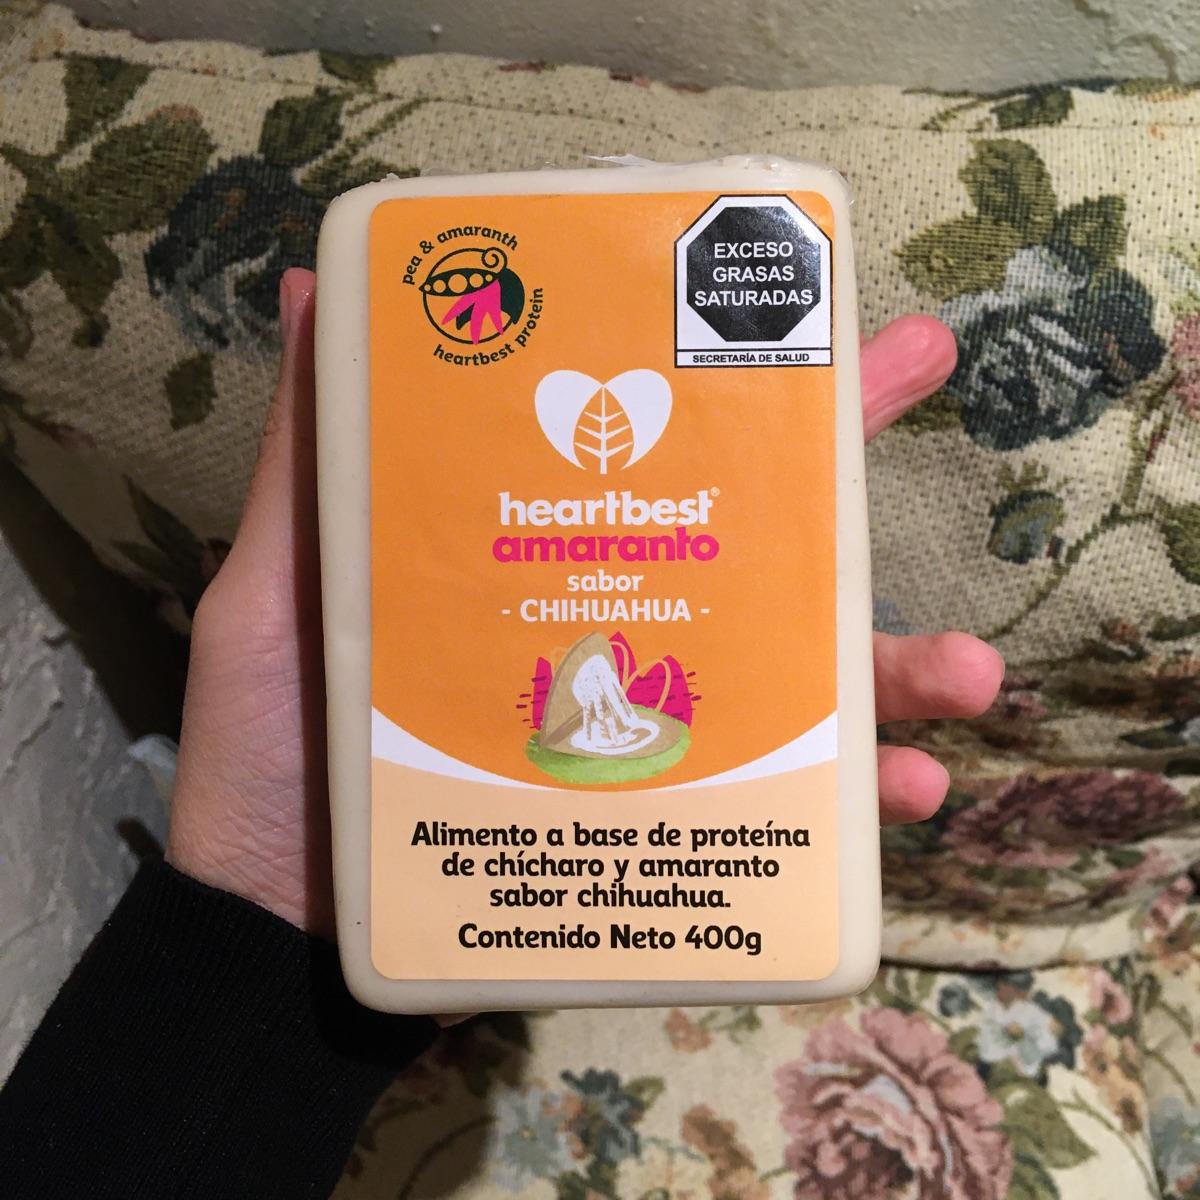 pea & amaranth
heartbest protein
EXCESO
GRASAS
SATURADAS
SECRETARÍA DE SALUD
heartbest®
amaranto
sabor
- CHIHUAHUA -
Alimento a base de proteína
de chícharo y amaranto
sabor chihuahua.
Contenido Neto 400g